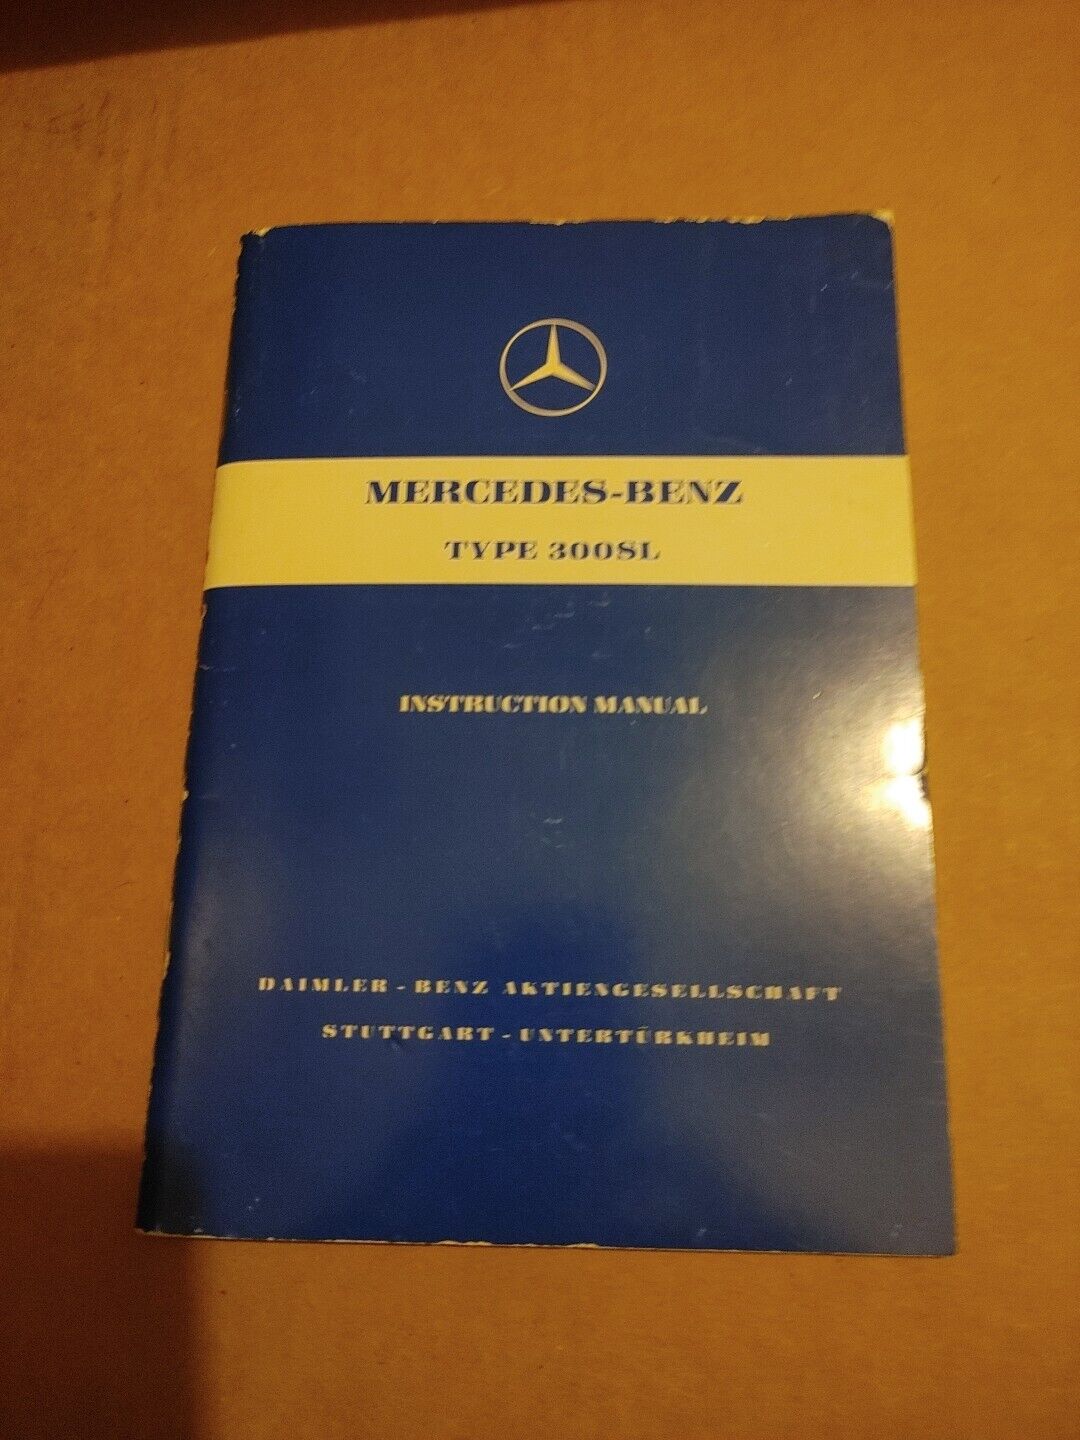 MERCEDES-BENZ
TYPE 300SL
INSTRUCTION MANUAL
DAIMLER - BENZ AKTIENGESELLSCHAFT
STUTTGART - UNTERTÜRKHEIM